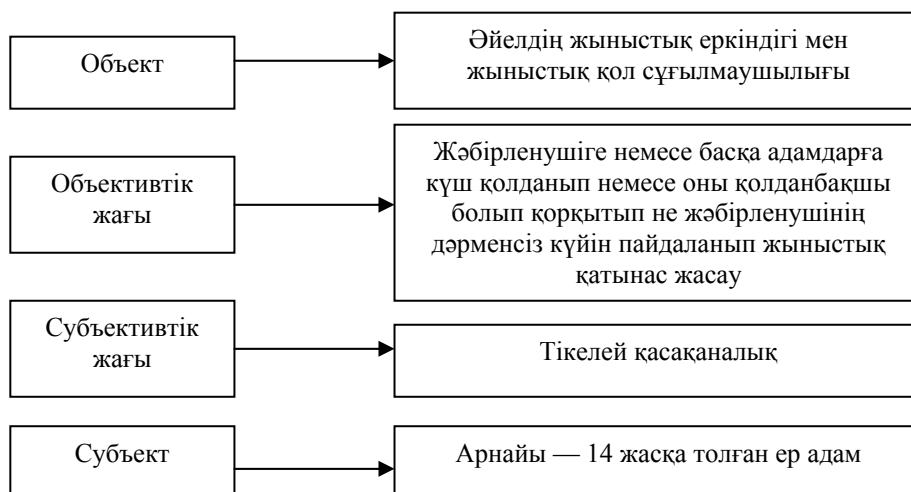 Объект
Әйелдің жыныстық еркіндігі мен
жыныстық қол сұғылмаушылығы
Объективтік
жағы
Жәбірленушіге немесе басқа адамдарға
күш қолданып немесе оны қолданбақшы
болып қорқытып не жәбірленушінің
дәрменсіз күйін пайдаланып жыныстық
қатынас жасау
Субъективтік
жағы
Тікелей қасақаналық
Субъект
Арнайы — 14 жасқа толған ер адам